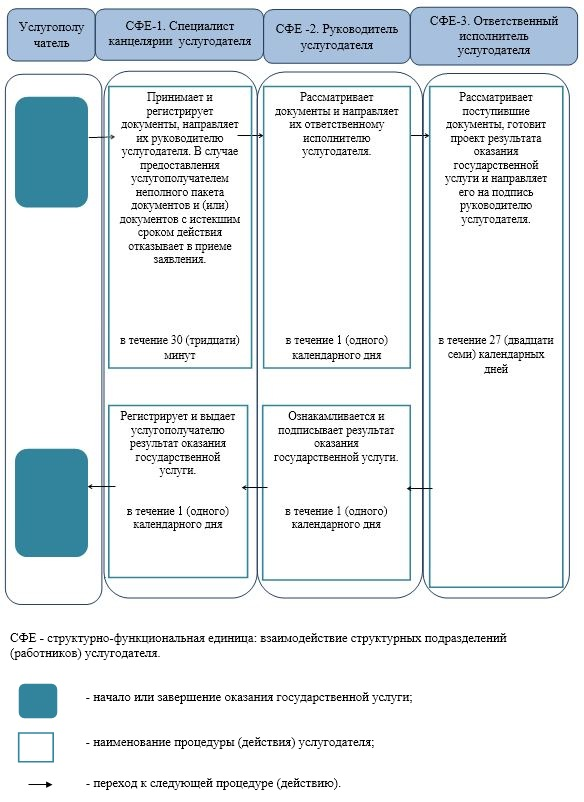 Услугополу
чатель
СФЕ-1. Специалист
канцелярии услугодателя
СФЕ -2. Руководитель
услугодателя
СФЕ-3. Ответственный
исполнитель
услугодателя
Принимает и
регистрирует
документы, направляет
их руководителю
услугодателя. В случае
предоставления
услугополучателем
неполного пакета
документов и (или)
документов с истекшим
сроком действия
отказывает в приеме
заявления.
в течение 30 (тридцати)
минут
Рассматривает
документы и направляет
их ответственному
исполнителю
услугодателя.
в течение 1 (одного)
календарного дня
Рассматривает
поступившие
документы, готовит
проект результата
оказания
государственной
услуги и направляет
его на подпись
руководителю
услугодателя.
в течение 27 (двадцати
семи) календарных
дней
Регистрирует и выдает
услугополучателю
результат оказания
государственной
услуги.
в течение 1 (одного)
календарного дня
Ознакамливается и
подписывает результат
оказания
государственной услуги.
в течение 1 (одного)
календарного дня
СФЕ - структурно-функциональная единица: взаимодействие структурных подразделений
(работников) услугодателя.
- начало или завершение оказания государственной услуги;
- наименование процедуры (действия) услугодателя;
- переход к следующей процедуре (действию).